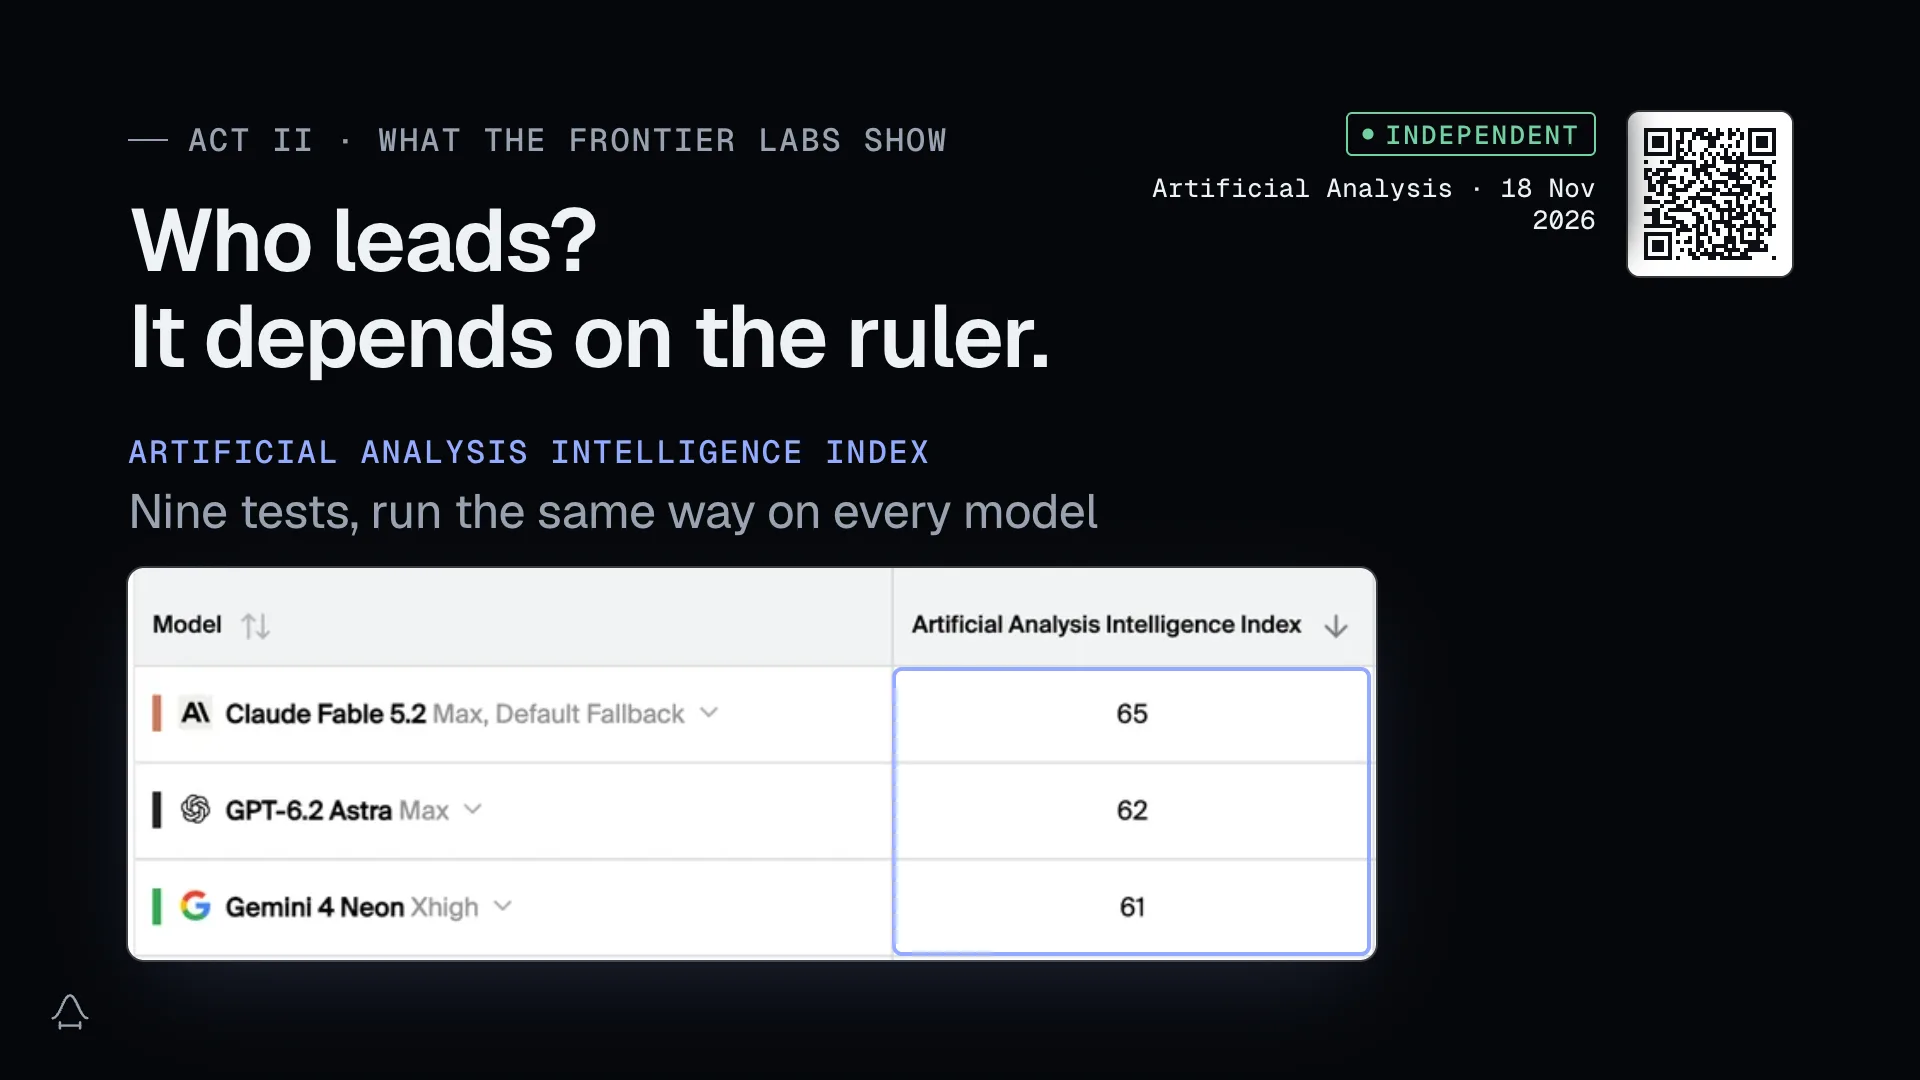 ACT II · WHAT THE FRONTIER LABS SHOW
Who leads?
It depends on the ruler.
INDEPENDENT
Artificial Analysis · 18 Nov
2026
ARTIFICIAL ANALYSIS INTELLIGENCE INDEX
Nine tests, run the same way on every model
Model Artificial Analysis Intelligence Index
Claude Fable 5.2 Max, Default Fallback 65
GPT-6.2 Astra Max 62
Gemini 4 Neon Xhigh 61